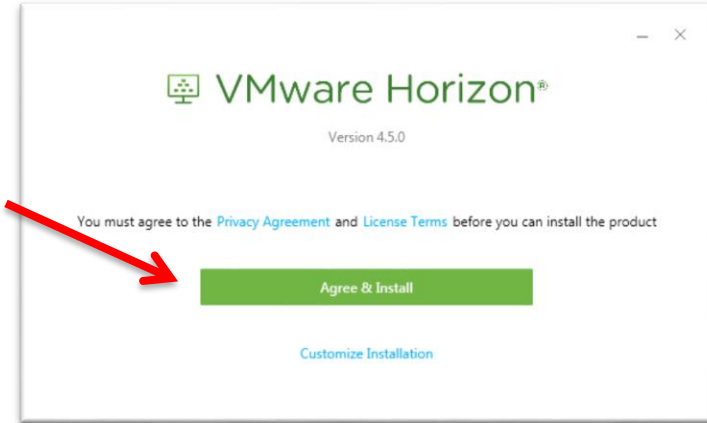 VMware Horizon®
Version 4.5.0
You must agree to the Privacy Agreement and License Terms before you can install the product
Agree & Install
Customize Installation